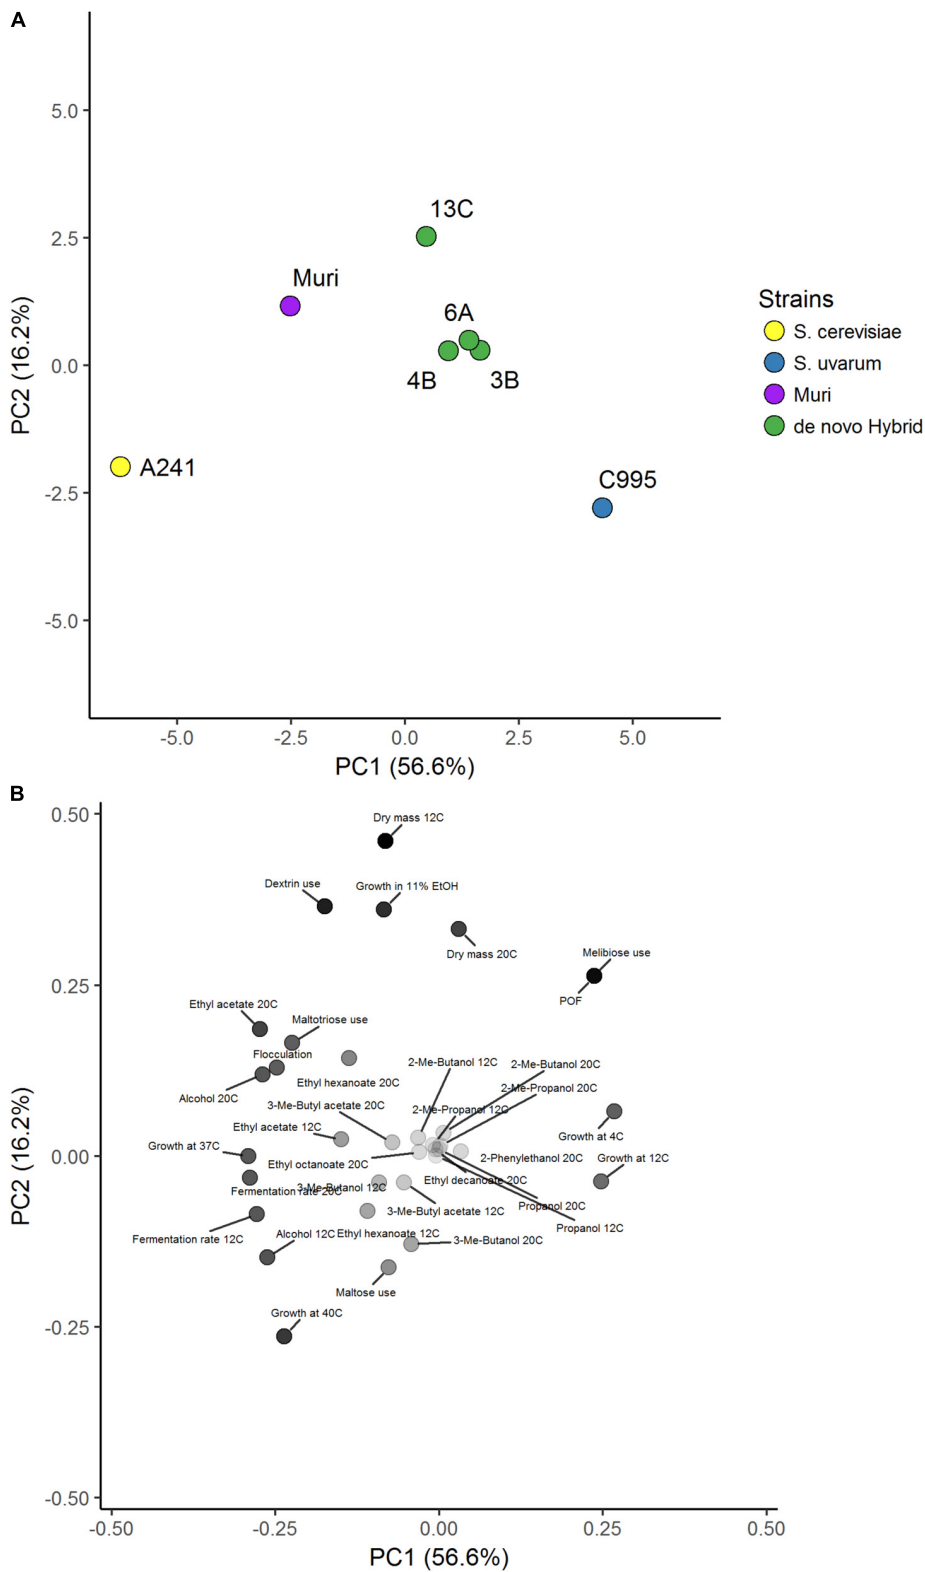 A
PC2 (16.2%)
5.0
2.5
0.0
-2.5
-5.0
13C
Muri
6A
4B
3B
A241
C995
Strains
S. cerevisiae
S. uvarum
Muri
de novo Hybrid
-5.0
-2.5
0.0
2.5
5.0
PC1 (56.6%)
B
PC2 (16.2%)
0.50
0.25
0.00
-0.25
-0.50
Dry mass 12C
Dextrin use
Growth in 11% EtOH
Dry mass 20C
Melibiose use
POF
Ethyl acetate 20C
Maltotriose use
Flocculation
Alcohol 20C
Ethyl hexanoate 20C
2-Me-Butanol 12C
2-Me-Butanol 20C
2-Me-Propanol 20C
3-Me-Butyl acetate 20C
2-Me-Propanol 12C
Ethyl acetate 12C
Growth at 4C
Growth at 37C
Ethyl octanoate 20C
2-Phenylethanol 20C
Growth at 12C
Fermentation rate 20C
3-Me-Butanol 12C
Ethyl decanoate 20C
3-Me-Butyl acetate 12C
Propanol 20C
Propanol 12C
Fermentation rate 12C
Alcohol 12C
Ethyl hexanoate 12C
3-Me-Butanol 20C
Maltose use
Growth at 40C
-0.50
-0.25
0.00
0.25
0.50
PC1 (56.6%)